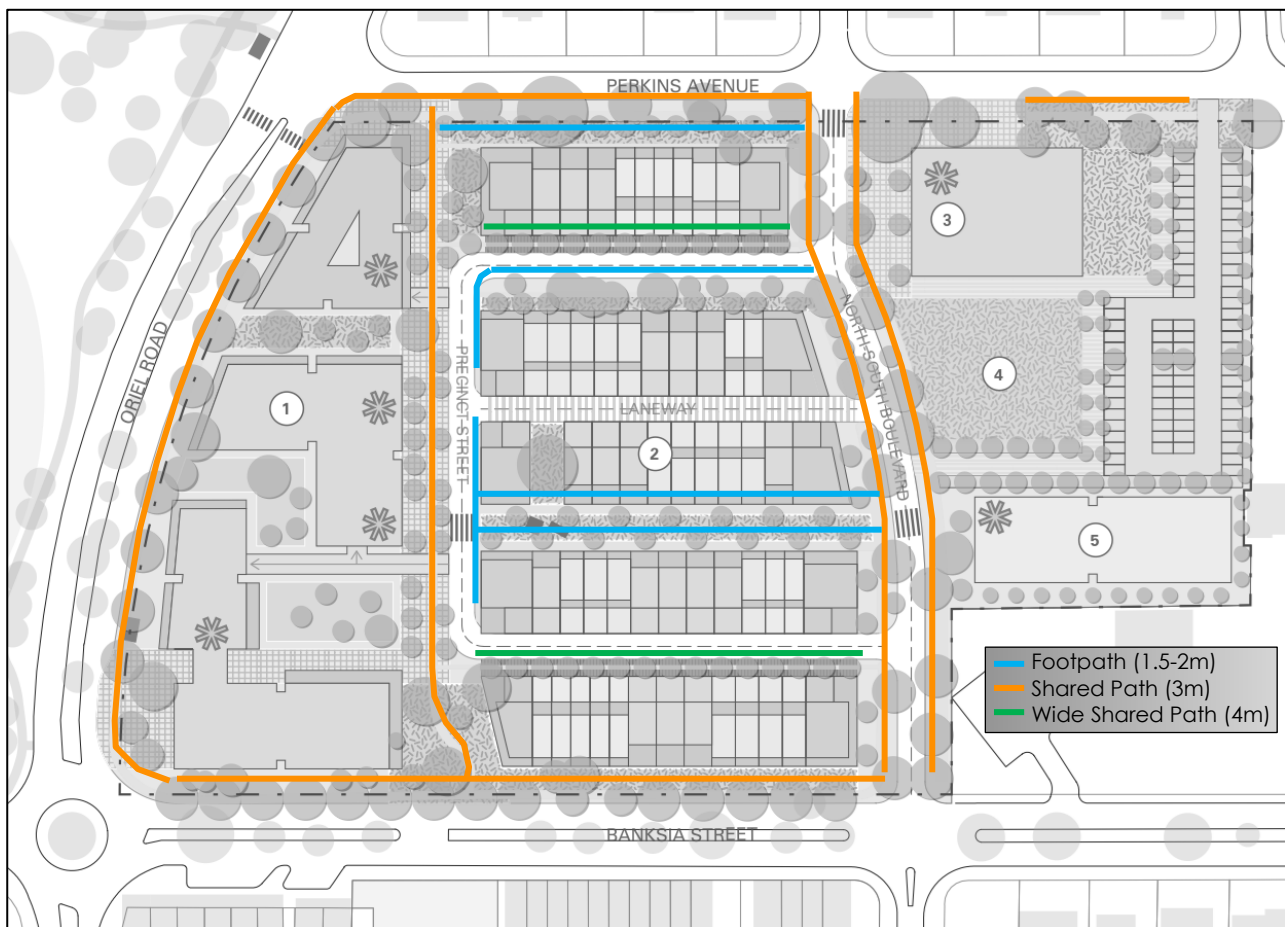 PERKINS AVENUE
3
ORIEL ROAD
PRECINCT STREET
NORTH-SOUTH BOULEVARD
4
1
LANEWAY
2
5
Footpath (1.5-2m)
Shared Path (3m)
Wide Shared Path (4m)
BANKSIA STREET